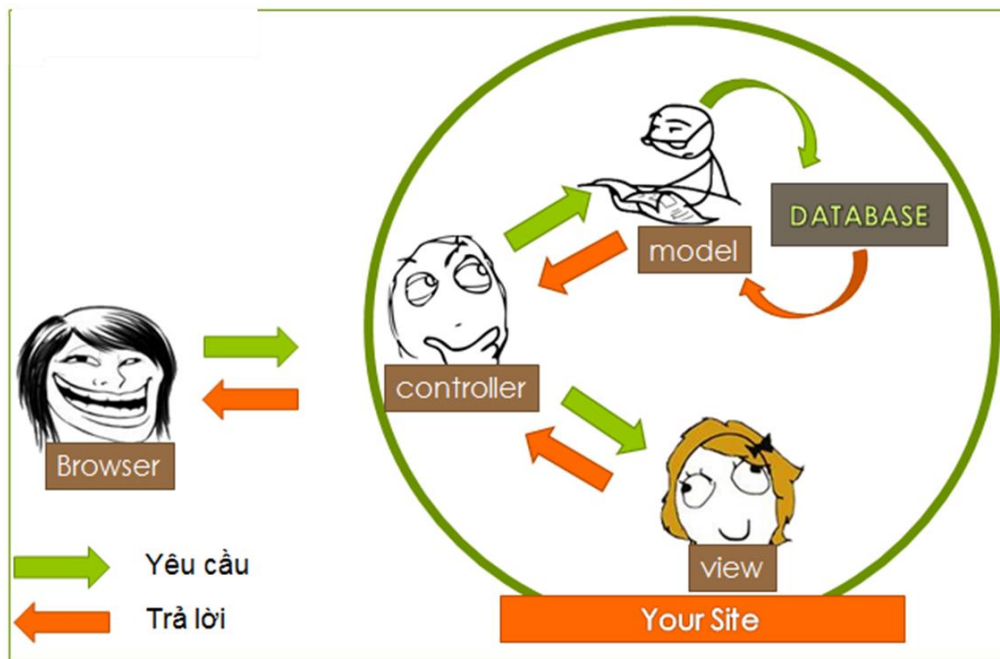 DATABASE
model
controller
Browser
view
Yêu cầu
Trả lời
Your Site